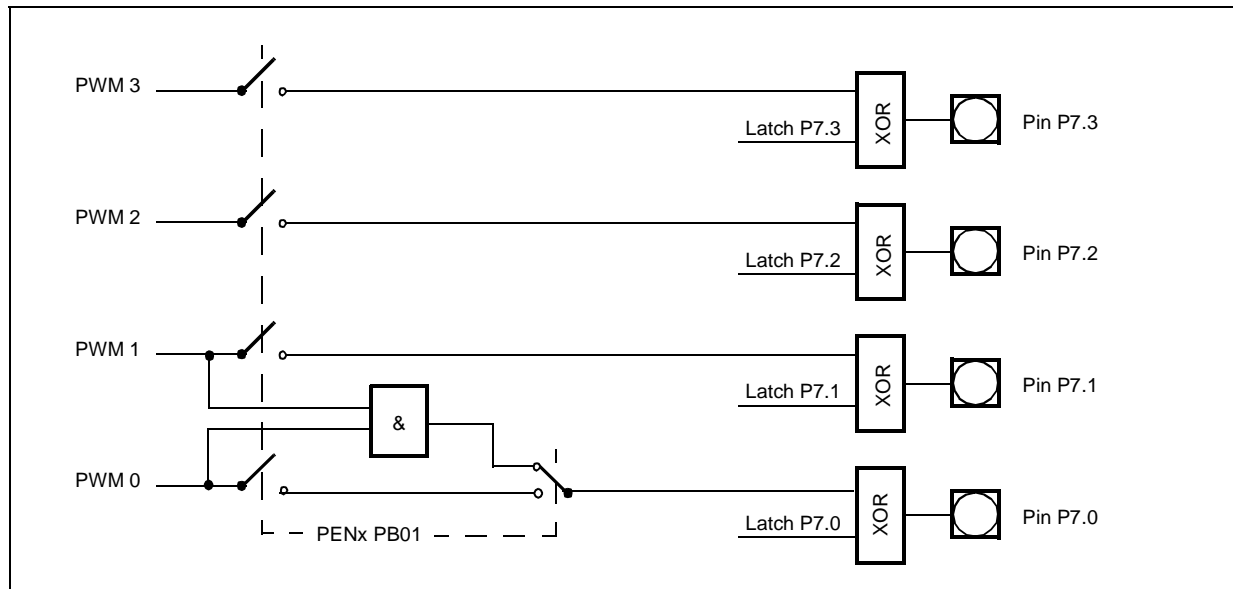 PWM 3
Latch P7.3
XOR
Pin P7.3
PWM 2
Latch P7.2
XOR
Pin P7.2
PWM 1
Latch P7.1
XOR
Pin P7.1
&
PWM 0
Latch P7.0
XOR
Pin P7.0
PENx PB01